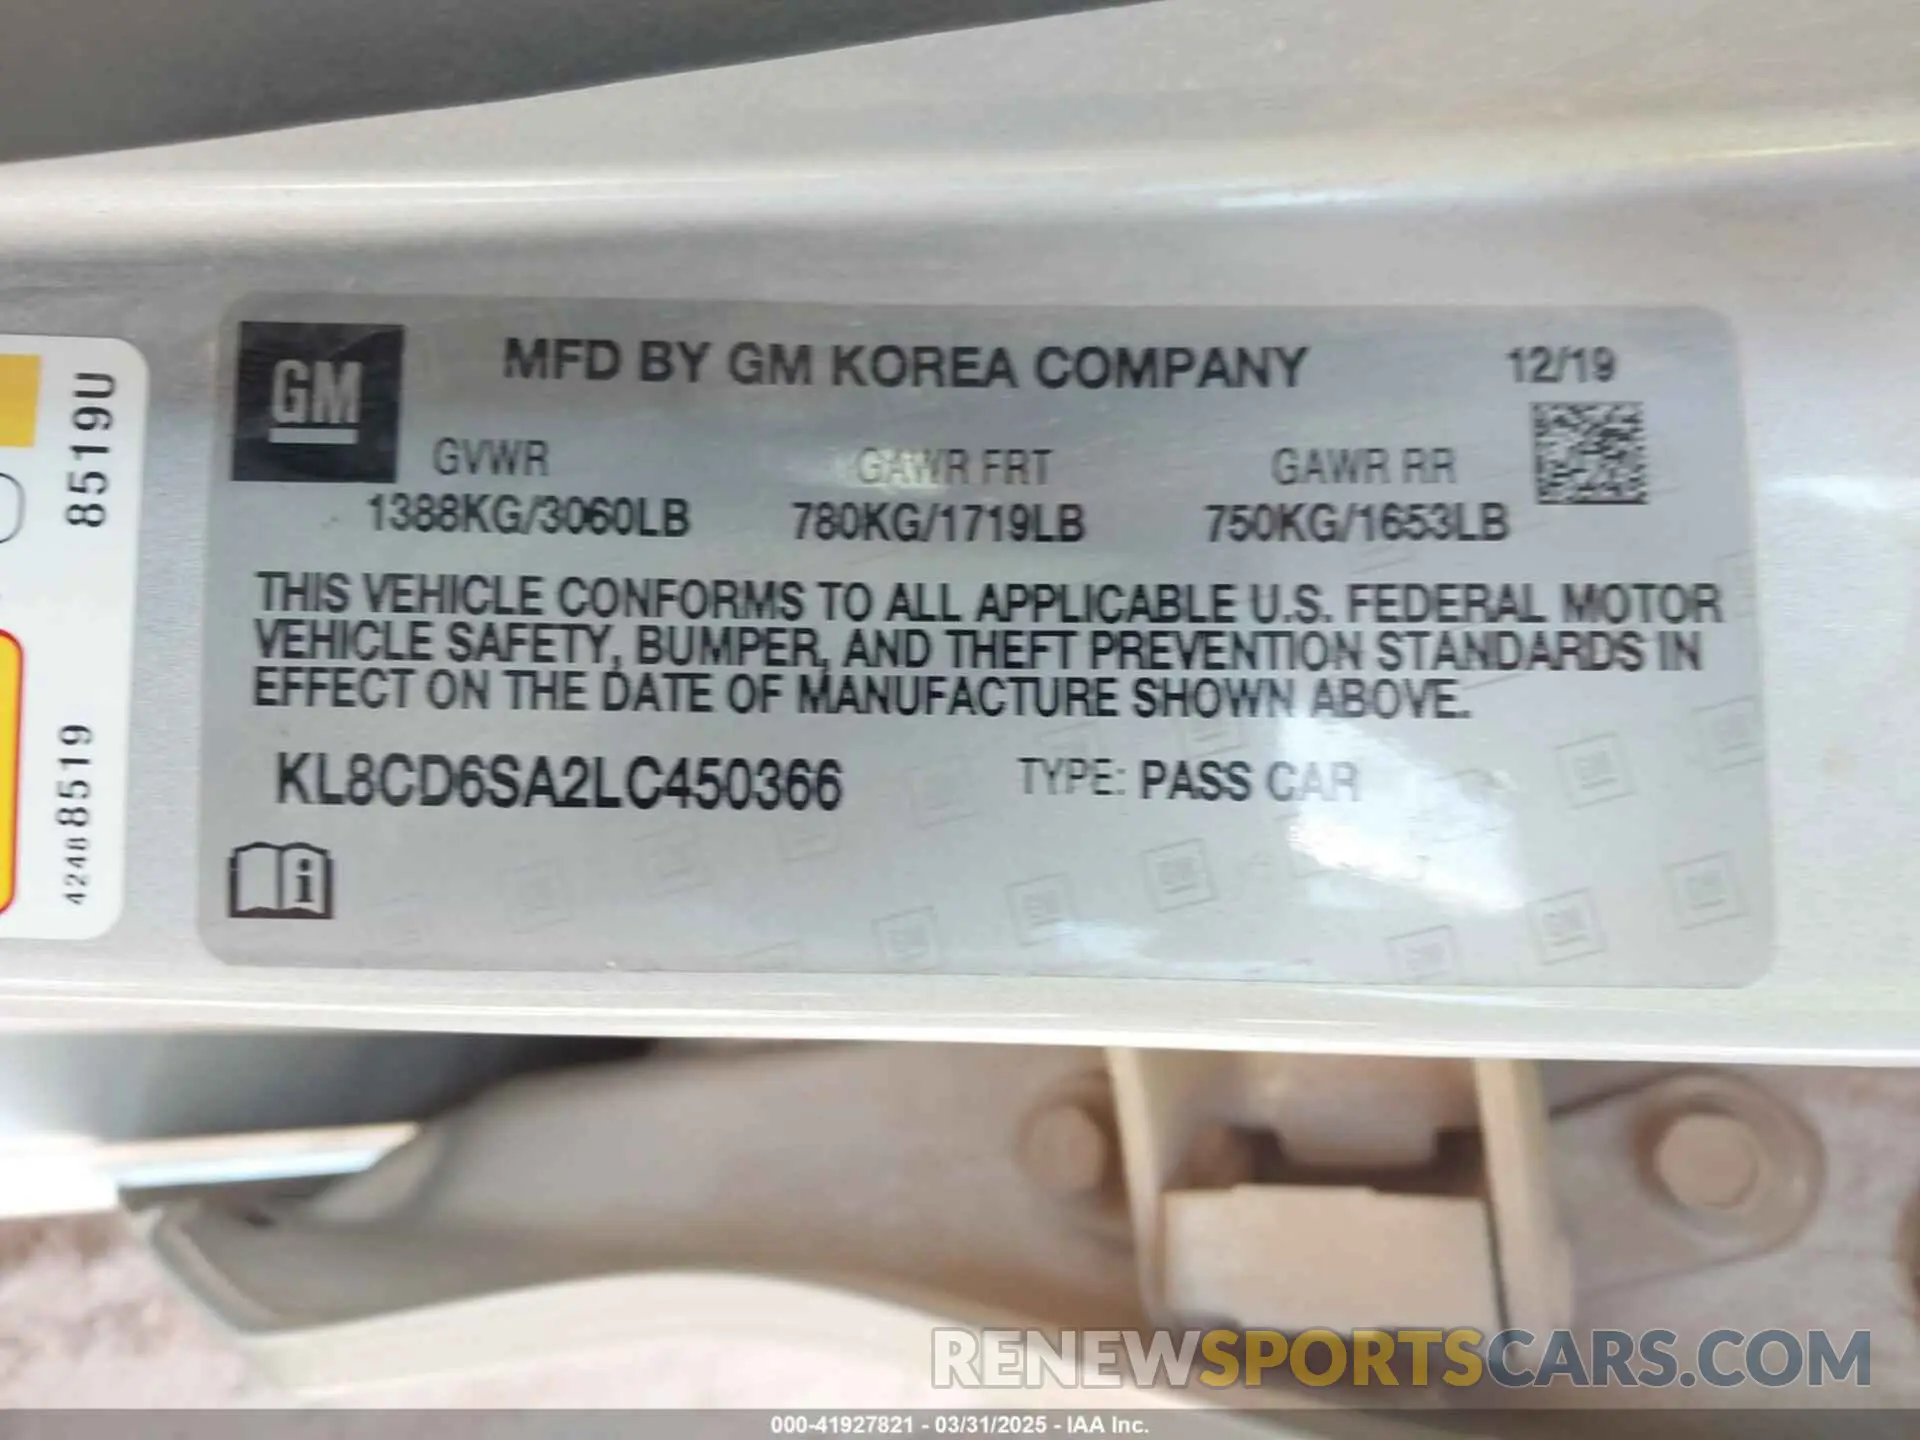 GM
MFD BY GM KOREA COMPANY 12/19
GVWR GAWR FRT GAWR RR
1388KG/3060LB 780KG/1719LB 750KG/1653LB
THIS VEHICLE CONFORMS TO ALL APPLICABLE U.S. FEDERAL MOTOR
VEHICLE SAFETY, BUMPER, AND THEFT PREVENTION STANDARDS IN
EFFECT ON THE DATE OF MANUFACTURE SHOWN ABOVE.
KL8CD6SA2LC450366 TYPE: PASS CAR
8519U
42488519
RENEWSPORTSCARS.COM
000-41927821 - 03/31/2025 - IAA Inc.